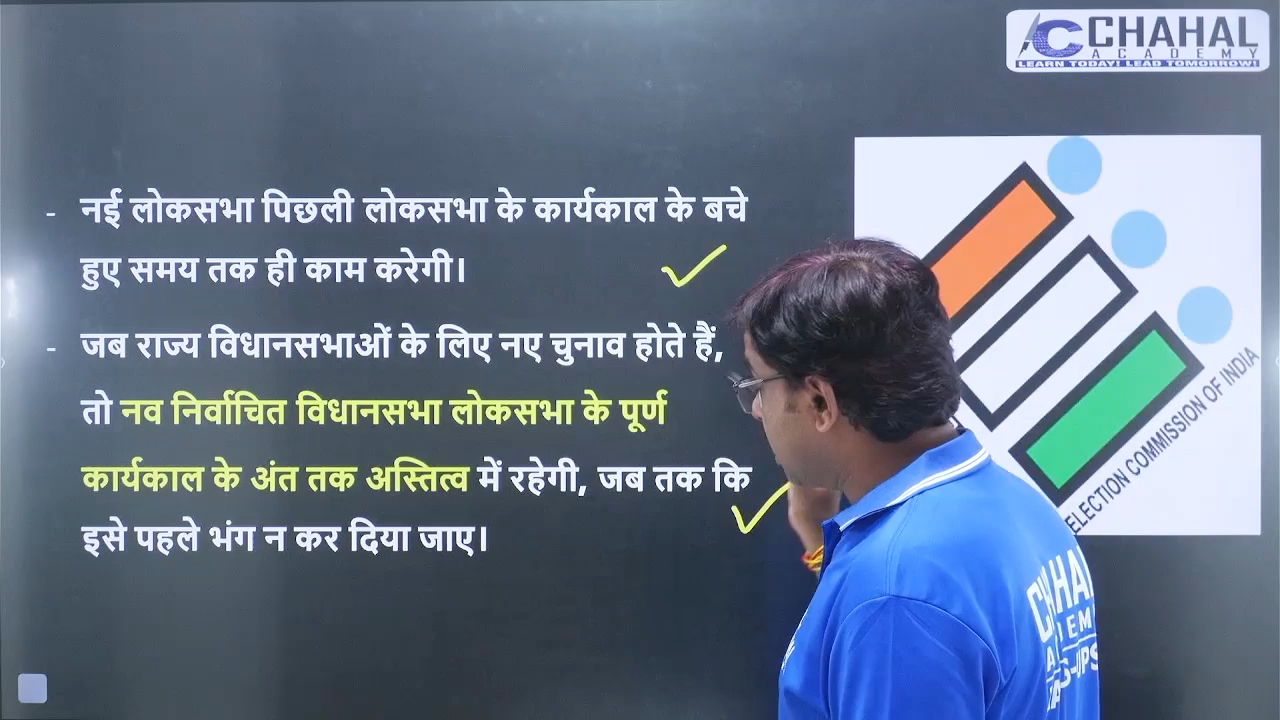 CHAHAL
ACADEMY
LEARN TODAY! LEAD TOMORROW!
- नई लोकसभा पिछली लोकसभा के कार्यकाल के बचे
हुए समय तक ही काम करेगी।
- जब राज्य विधानसभाओं के लिए नए चुनाव होते हैं,
तो नव निर्वाचित विधानसभा लोकसभा के पूर्ण
कार्यकाल के अंत तक अस्तित्व में रहेगी, जब तक कि
इसे पहले भंग न कर दिया जाए।
ELECTION COMMISSION OF INDIA